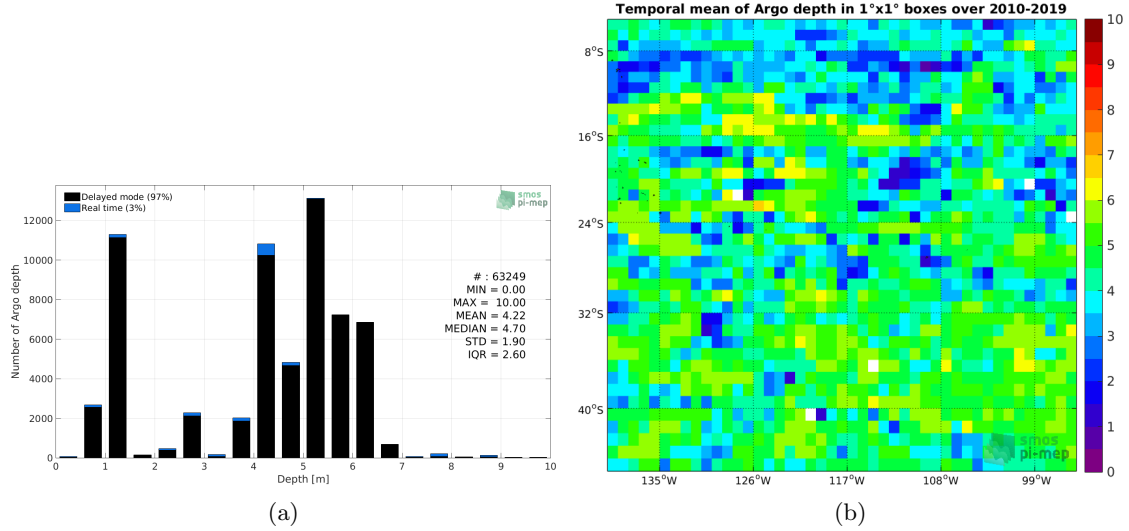 Delayed mode (97%)
Real time (3%)
smos
pi-mep
# : 63249
MIN = 0.00
MAX = 10.00
MEAN = 4.22
MEDIAN = 4.70
STD = 1.90
IQR = 2.60
Number of Argo depth
12000
10000
8000
6000
4000
2000
0
0 1 2 3 4 5 6 7 8 9 10
Depth [m]
(a)
Temporal mean of Argo depth in 1°x1° boxes over 2010-2019
8°S
16°S
24°S
32°S
40°S
135°W 126°W 117°W 108°W 99°W
smos
pi-mep
10
9
8
7
6
5
4
3
2
1
0
(b)